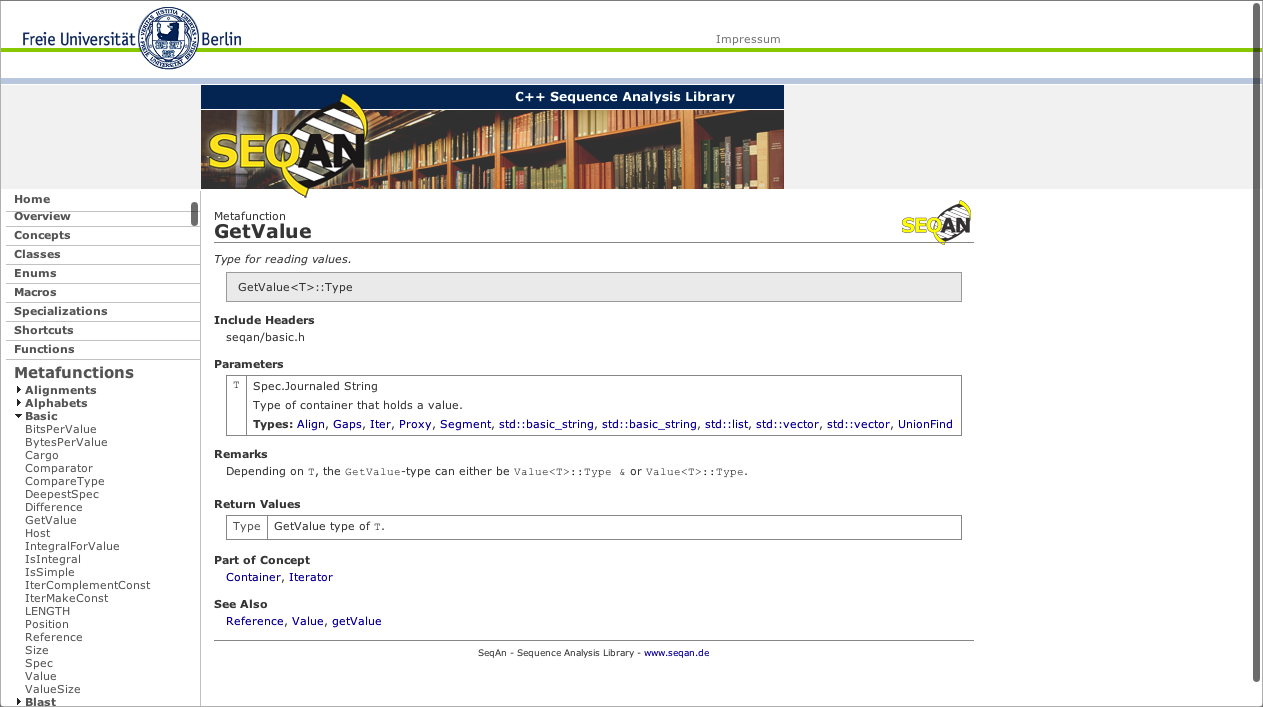 Freie Universität Berlin
Impressum
C++ Sequence Analysis Library
SEQAN
Home
Overview
Concepts
Classes
Enums
Macros
Specializations
Shortcuts
Functions
Metafunctions
Alignments
Alphabets
Basic
BitsPerValue
BytesPerValue
Cargo
Comparator
CompareType
DeepestSpec
Difference
GetValue
Host
IntegralForValue
IsIntegral
IsSimple
IterComplementConst
IterMakeConst
LENGTH
Position
Reference
Size
Spec
Value
ValueSize
Blast
Metafunction
GetValue
SEQAN
Type for reading values.
GetValue<T>::Type
Include Headers
seqan/basic.h
Parameters
T Spec.Journaled String
Type of container that holds a value.
Types: Align, Gaps, Iter, Proxy, Segment, std::basic_string, std::basic_string, std::list, std::vector, std::vector, UnionFind
Remarks
Depending on T, the GetValue-type can either be Value<T>::Type & or Value<T>::Type.
Return Values
Type GetValue type of T.
Part of Concept
Container, Iterator
See Also
Reference, Value, getValue
SeqAn - Sequence Analysis Library - www.seqan.de